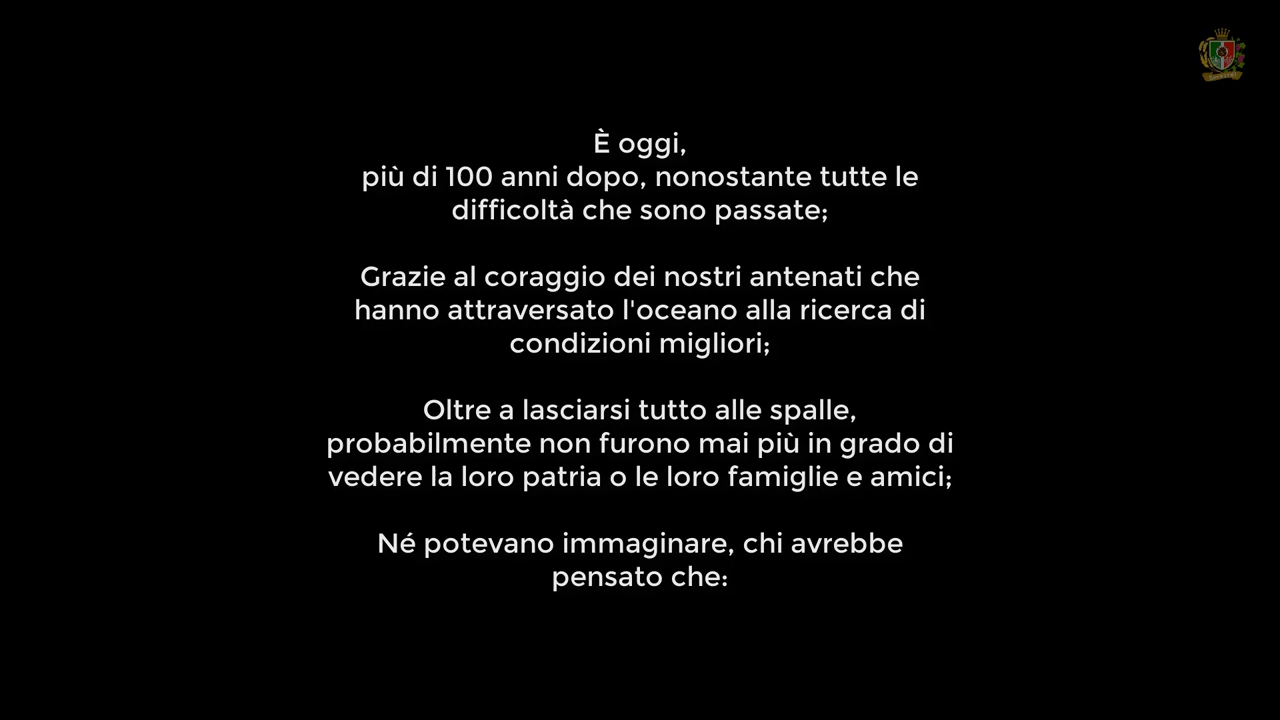 È oggi,
più di 100 anni dopo, nonostante tutte le
difficoltà che sono passate;
Grazie al coraggio dei nostri antenati che
hanno attraversato l'oceano alla ricerca di
condizioni migliori;
Oltre a lasciarsi tutto alle spalle,
probabilmente non furono mai più in grado di
vedere la loro patria o le loro famiglie e amici;
Né potevano immaginare, chi avrebbe
pensato che: